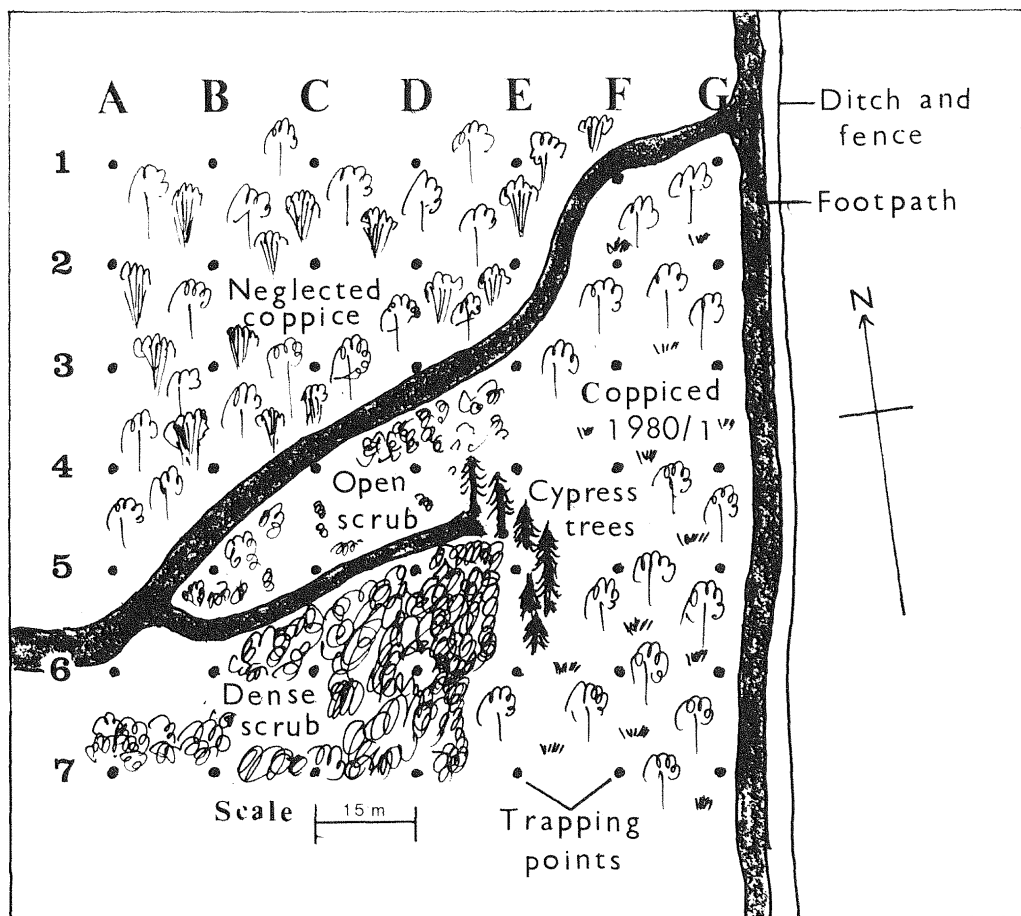 A B C D E F G
Ditch and
fence
1
Footpath
2
Neglected
coppice
N
3
Coppiced
1980/1
4
Open
scrub
Cypress
trees
5
6
Dense
scrub
7
Scale
15 m
Trapping
points